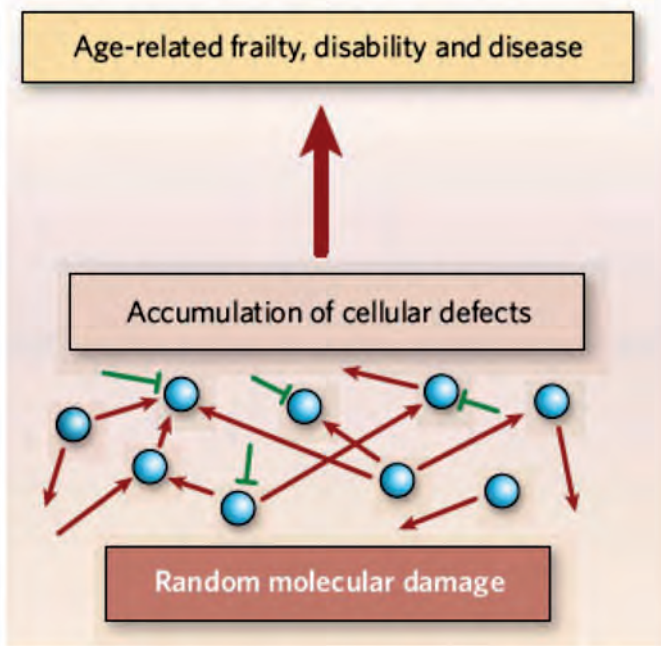 Age-related frailty, disability and disease
Accumulation of cellular defects
Random molecular damage